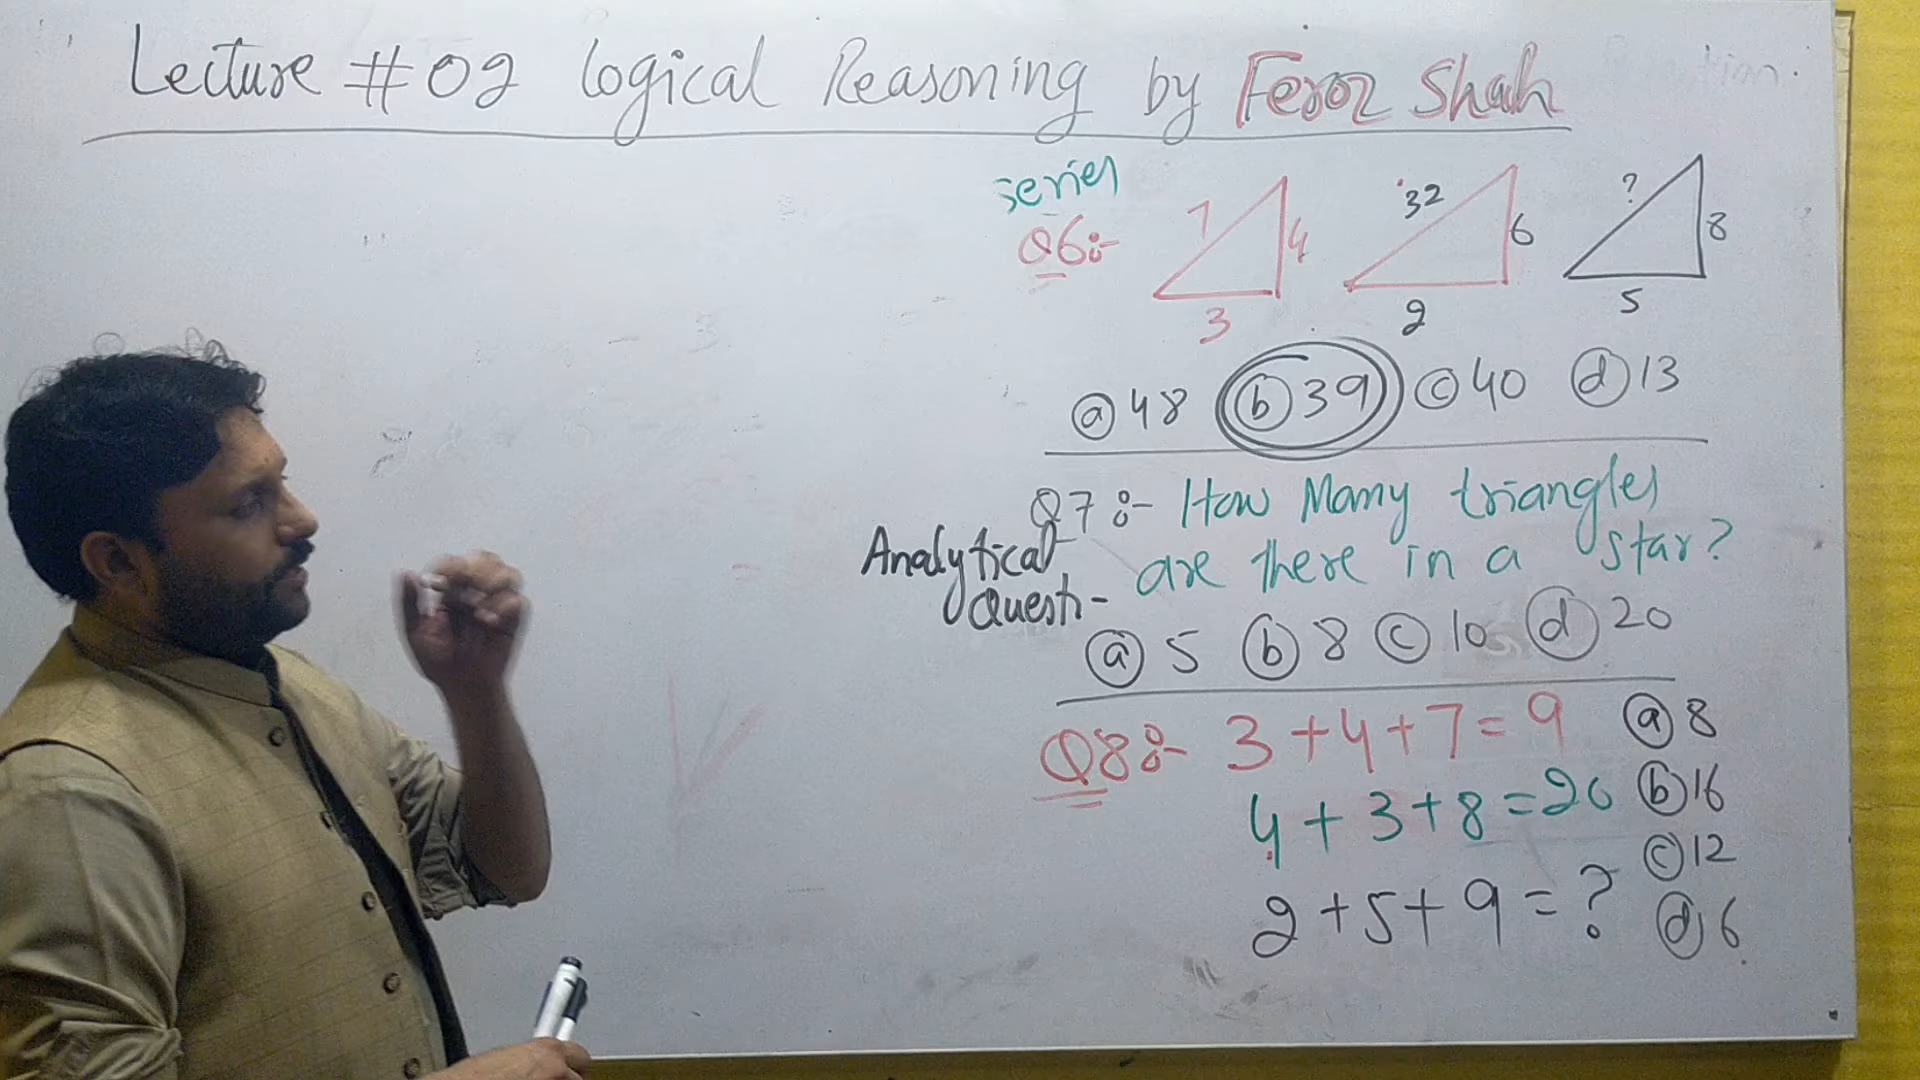 Lecture #02 Logical Reasoning by Feroz Shah
series
Q6:-
7 4 3
32 6 2
? 8 5
(a) 48 (b) 39 (c) 40 (d) 13
Q7:- How Many triangles
are there in a star?
Analytical
Questi-
(a) 5 (b) 8 (c) 10 (d) 20
Q8:- 3+4+7=9 (a) 8
4+3+8=20 (b) 16
(c) 12
2+5+9=? (d) 6